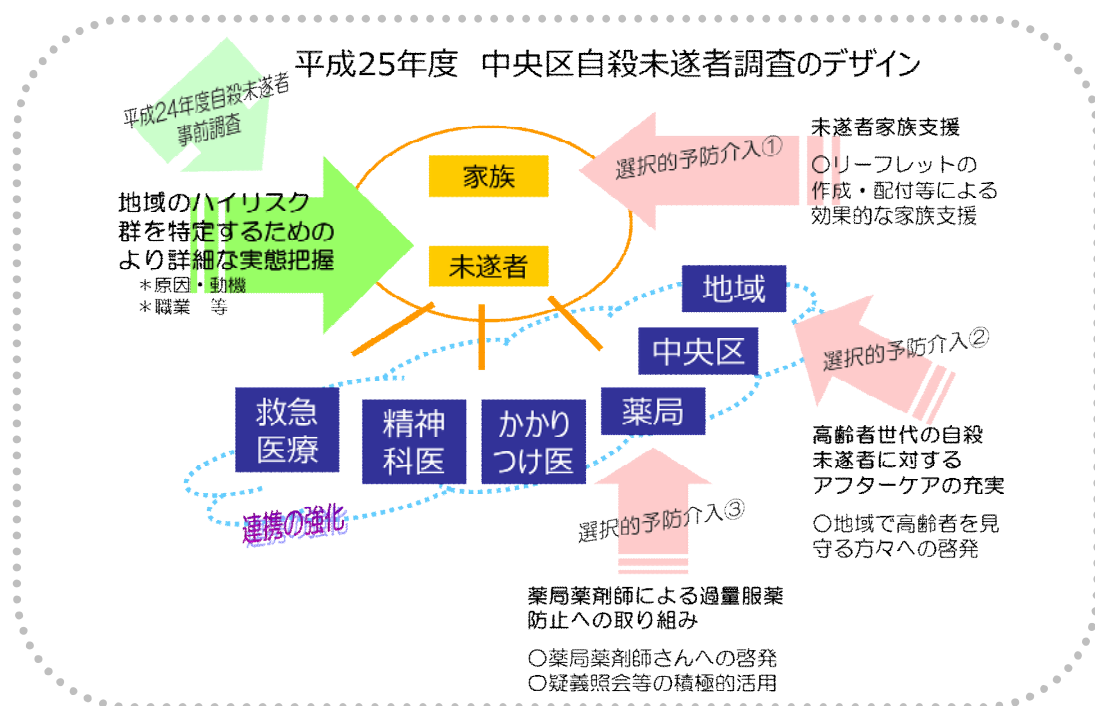 平成25年度　中央区自殺未遂者調査のデザイン
平成24年度自殺未遂者
事前調査
地域のハイリスク
群を特定するための
より詳細な実態把握
＊原因・動機
＊職業　等
家族
未遂者
選択的予防介入①
未遂者家族支援
○リーフレットの
作成・配付等による
効果的な家族支援
地域
中央区
薬局
かかり
つけ医
精神
科医
救急
医療
連携の強化
選択的予防介入②
高齢者世代の自殺
未遂者に対する
アフターケアの充実
○地域で高齢者を見
守る方々への啓発
選択的予防介入③
薬局薬剤師による過量服薬
防止への取り組み
○薬局薬剤師さんへの啓発
○疑義照会等の積極的活用